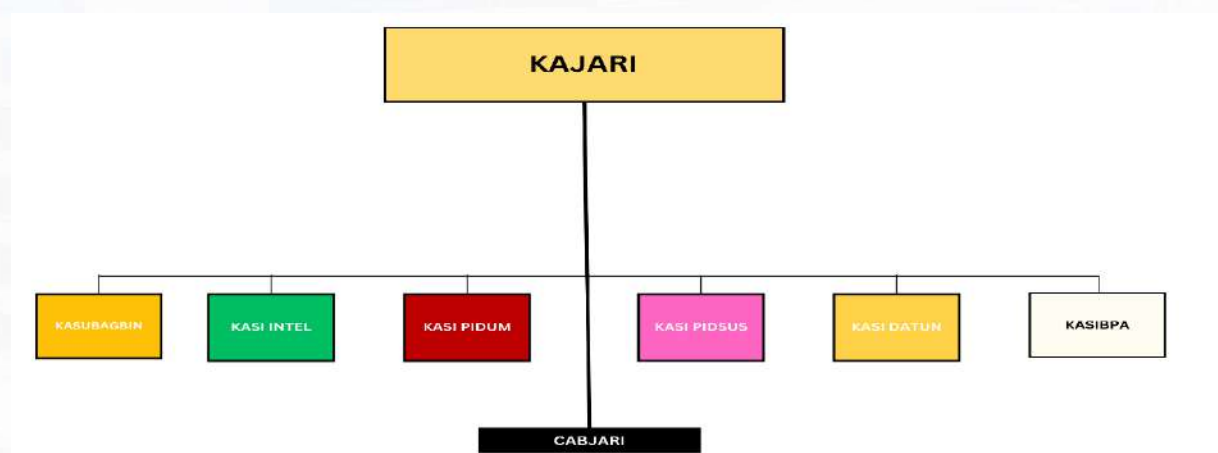 KAJARI
KASUBAGBIN
KASI INTEL
KASI PIDUM
KASI PIDSUS
KASI DATUN
KASIBPA
CABJARI